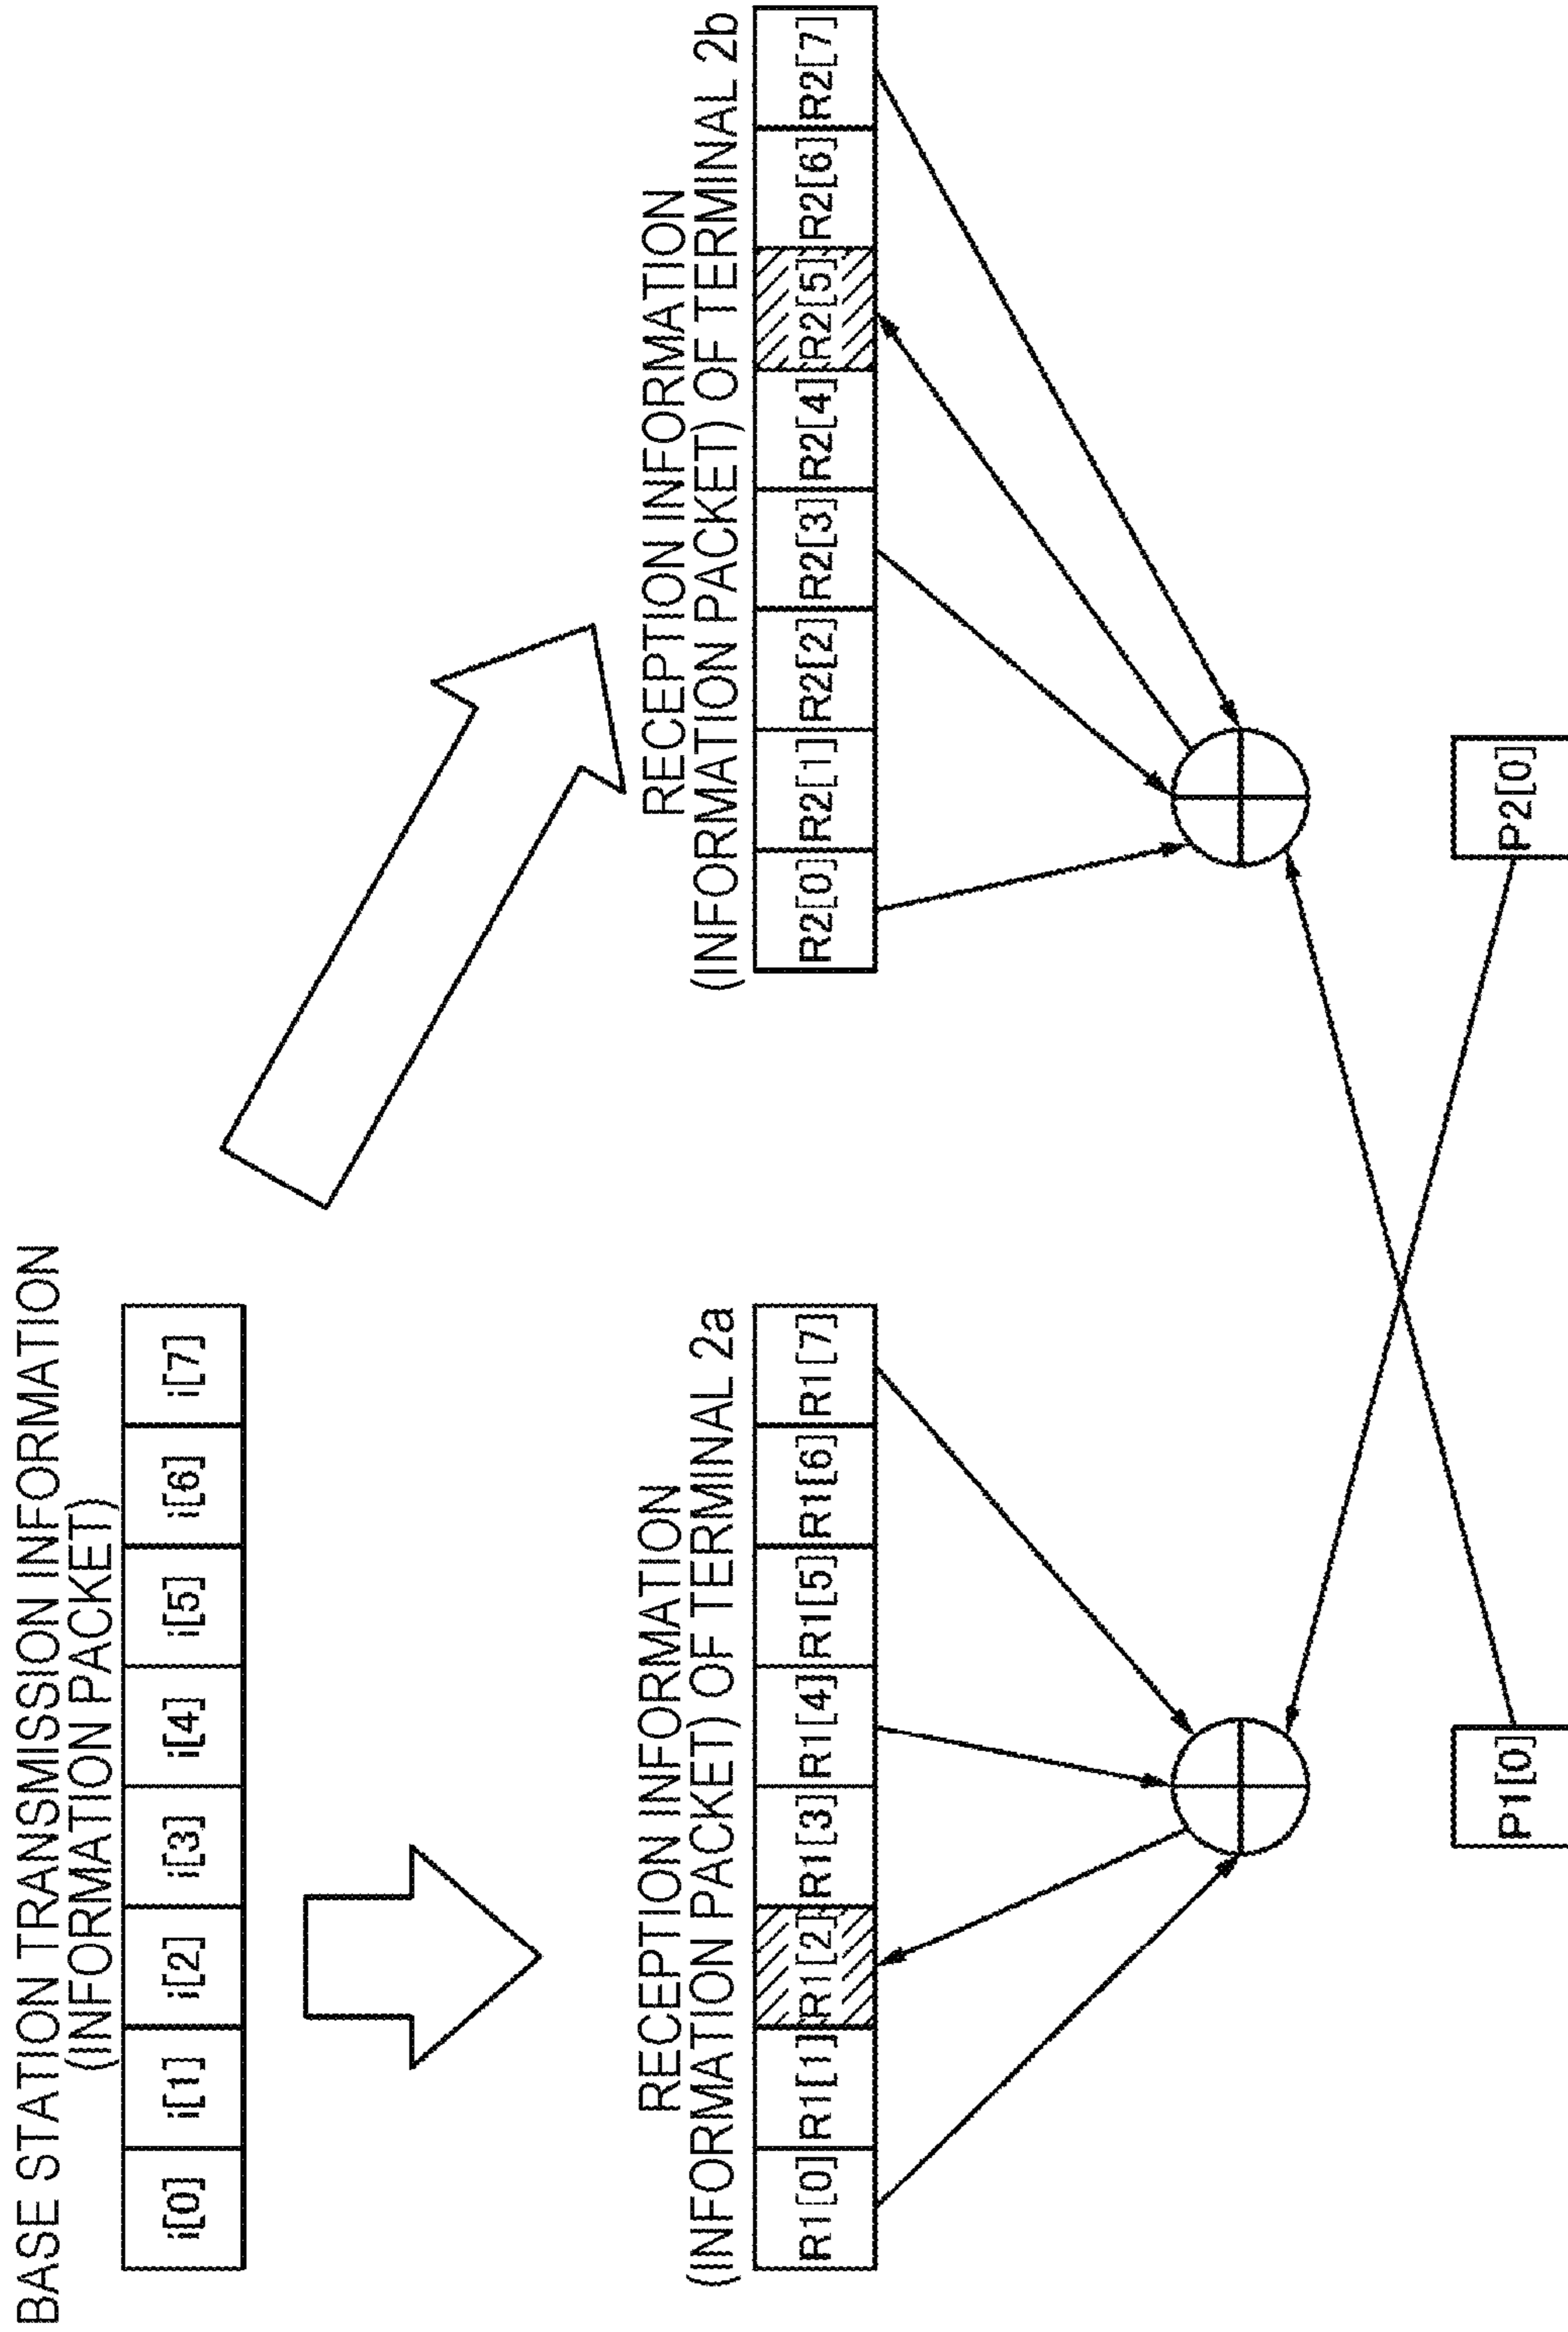 BASE STATION TRANSMISSION INFORMATION
(INFORMATION PACKET)
i[0] i[1] i[2] i[3] i[4] i[5] i[6] i[7]
RECEPTION INFORMATION
(INFORMATION PACKET) OF TERMINAL 2a
R1[0] R1[1] R1[2] R1[3] R1[4] R1[5] R1[6] R1[7]
RECEPTION INFORMATION
(INFORMATION PACKET) OF TERMINAL 2b
R2[0] R2[1] R2[2] R2[3] R2[4] R2[5] R2[6] R2[7]
P1[0]
P2[0]